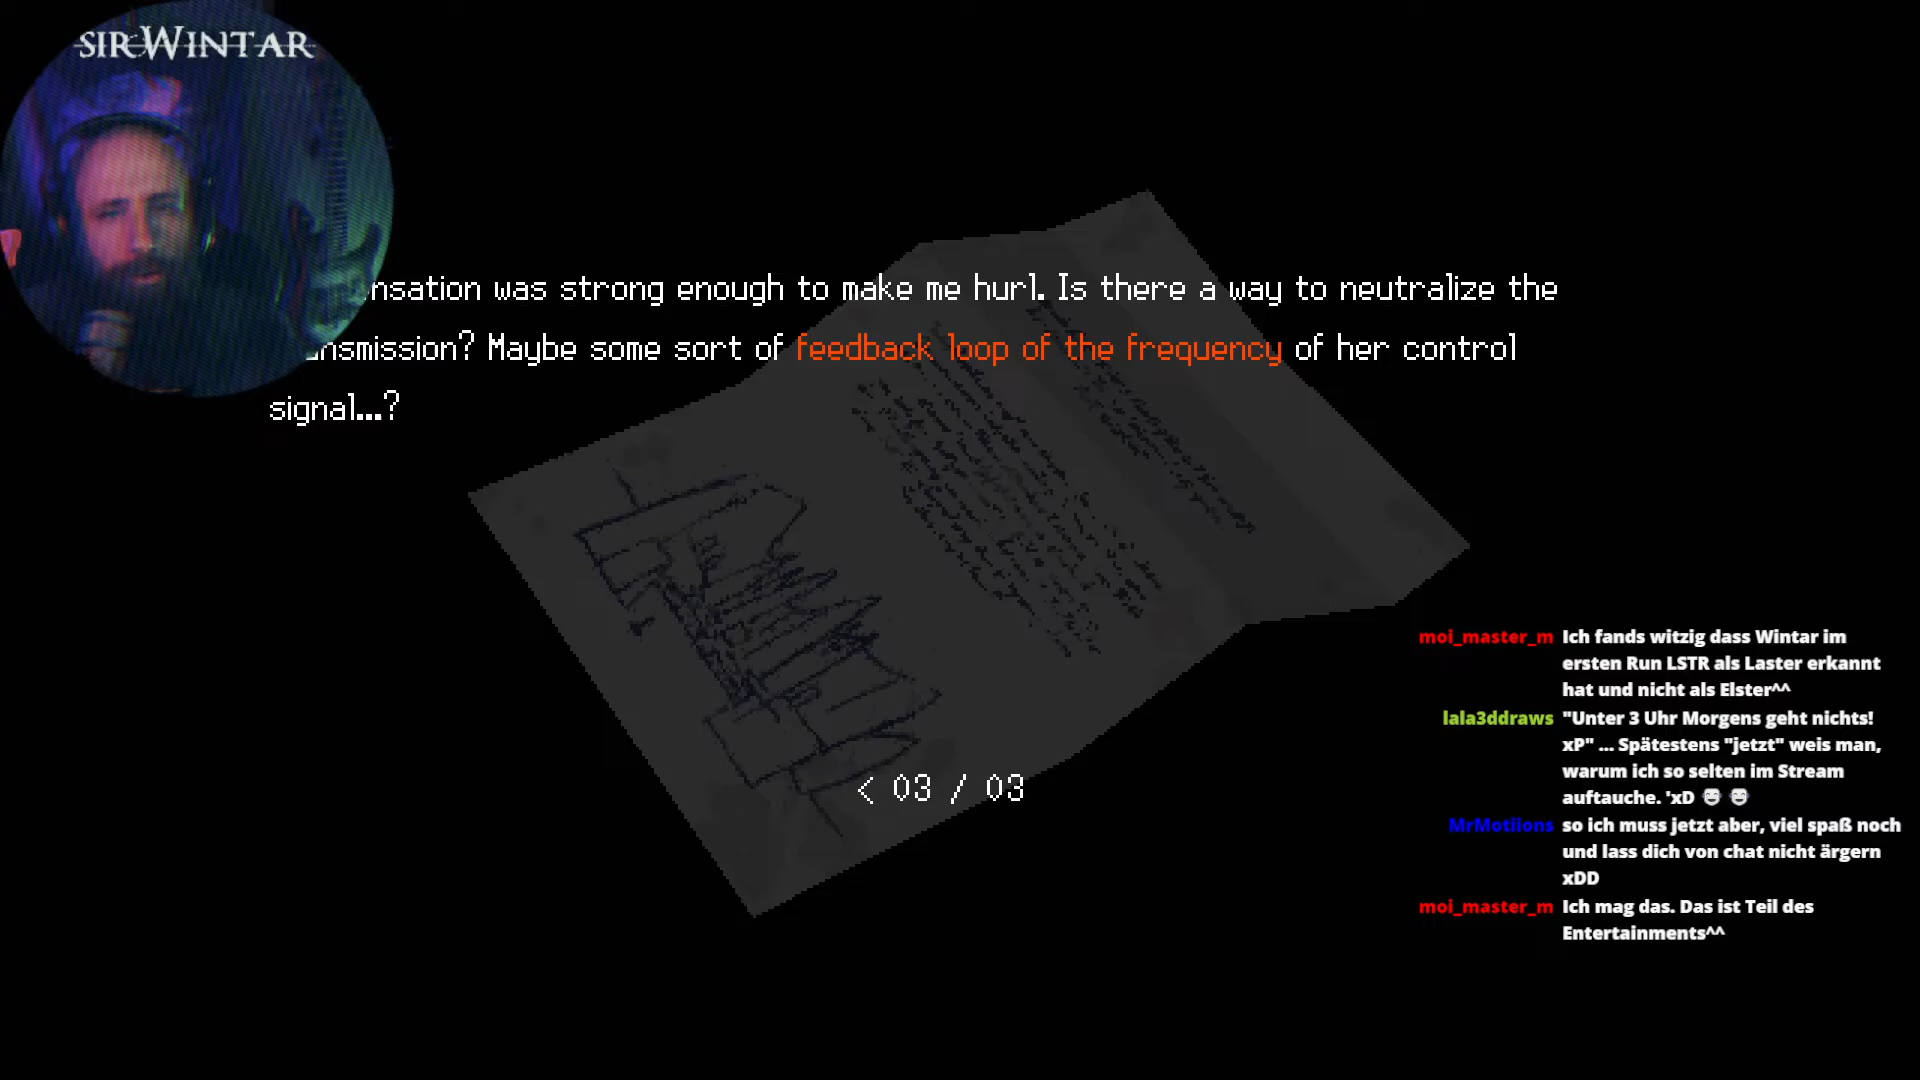 SIRWINTAR
nsation was strong enough to make me hurl. Is there a way to neutralize the
nsmission? Maybe some sort of feedback loop of the frequency of her control
signal...?
< 03 / 03
moi_master_m Ich fands witzig dass Wintar im
ersten Run LSTR als Laster erkannt
hat und nicht als Elster^^
lala3ddraws "Unter 3 Uhr Morgens geht nichts!
xP" ... Spätestens "jetzt" weis man,
warum ich so selten im Stream
auftauche. 'xD
MrMotiions so ich muss jetzt aber, viel spaß noch
und lass dich von chat nicht ärgern
xDD
moi_master_m Ich mag das. Das ist Teil des
Entertainments^^